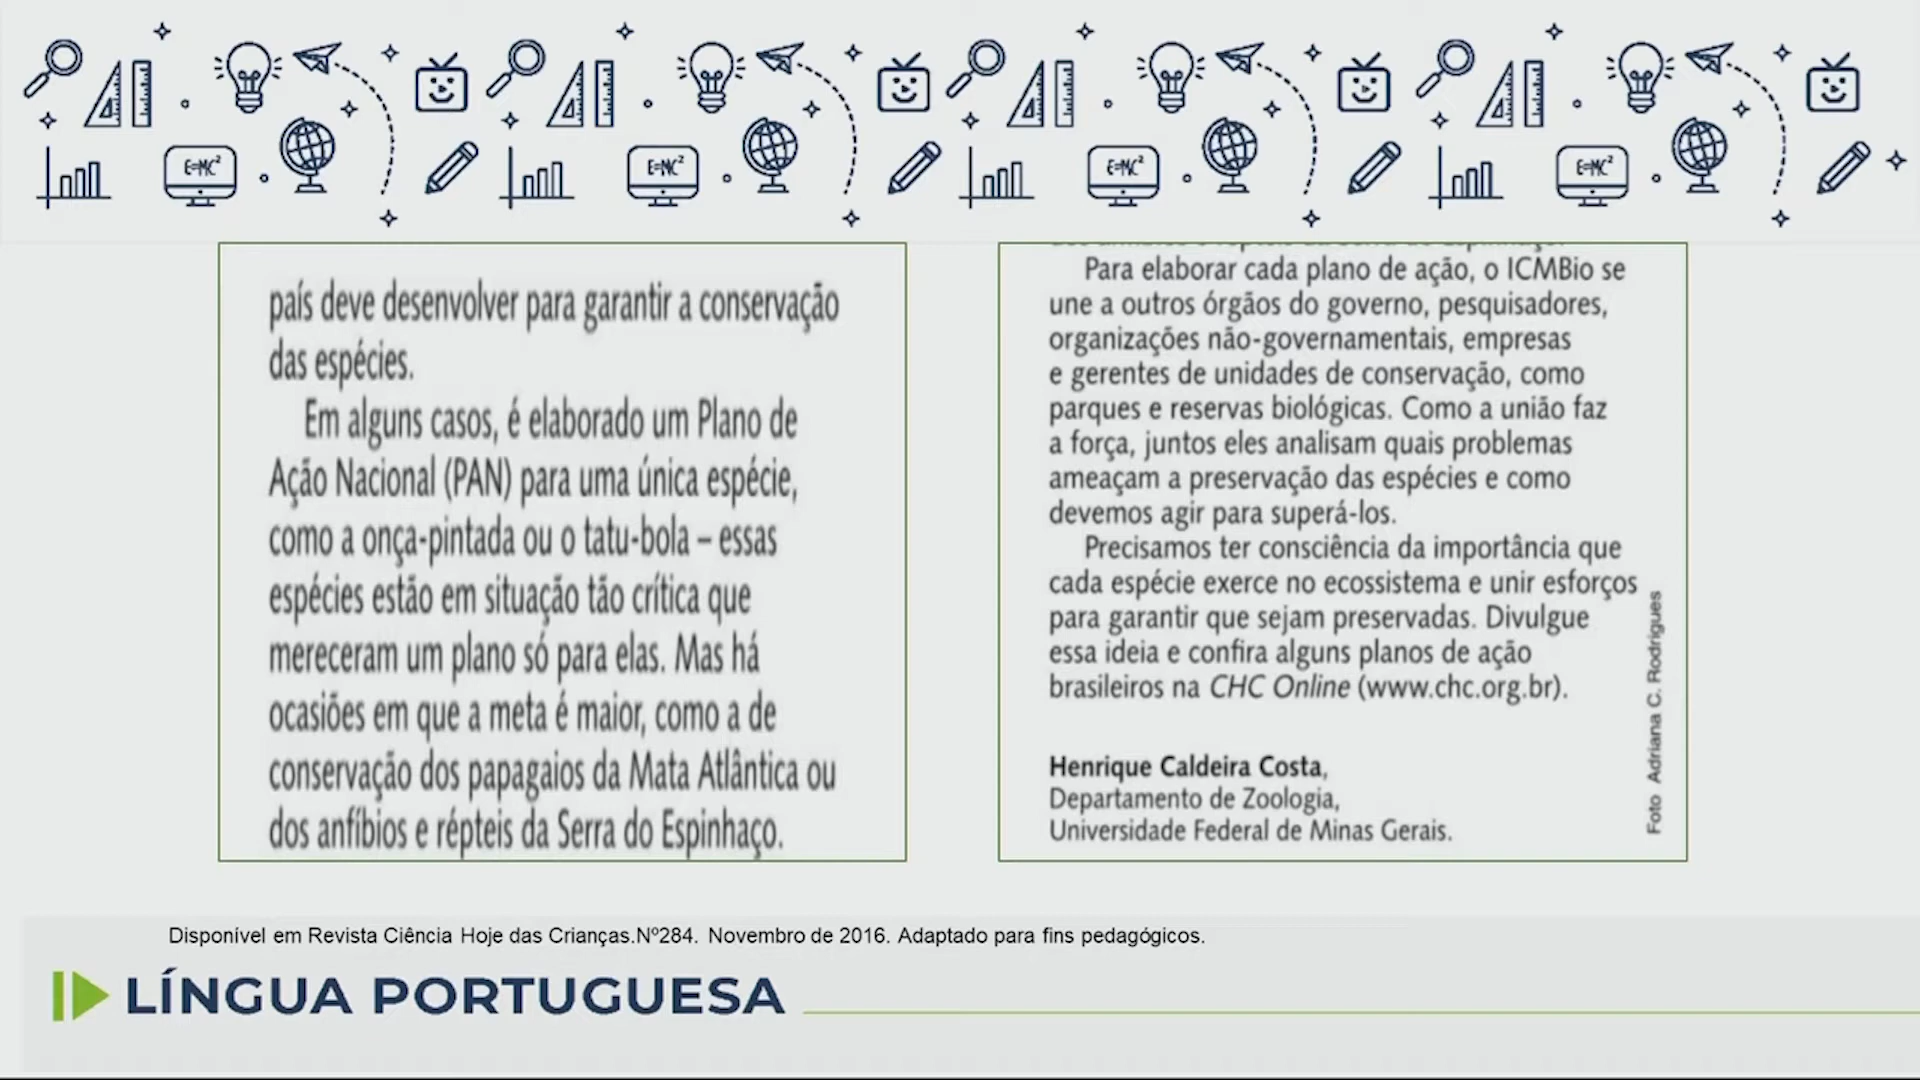 E=MC²
E=MC²
E=MC²
E=MC²
país deve desenvolver para garantir a conservação
das espécies.
Em alguns casos, é elaborado um Plano de
Ação Nacional (PAN) para uma única espécie,
como a onça-pintada ou o tatu-bola – essas
espécies estão em situação tão crítica que
mereceram um plano só para elas. Mas há
ocasiões em que a meta é maior, como a de
conservação dos papagaios da Mata Atlântica ou
dos anfíbios e répteis da Serra do Espinhaço.
Para elaborar cada plano de ação, o ICMBio se
une a outros órgãos do governo, pesquisadores,
organizações não-governamentais, empresas
e gerentes de unidades de conservação, como
parques e reservas biológicas. Como a união faz
a força, juntos eles analisam quais problemas
ameaçam a preservação das espécies e como
devemos agir para superá-los.
Precisamos ter consciência da importância que
cada espécie exerce no ecossistema e unir esforços
para garantir que sejam preservadas. Divulgue
essa ideia e confira alguns planos de ação
brasileiros na CHC Online (www.chc.org.br).
Henrique Caldeira Costa,
Departamento de Zoologia,
Universidade Federal de Minas Gerais.
Foto Adriana C. Rodrigues
Disponível em Revista Ciência Hoje das Crianças.Nº284. Novembro de 2016. Adaptado para fins pedagógicos.
LÍNGUA PORTUGUESA